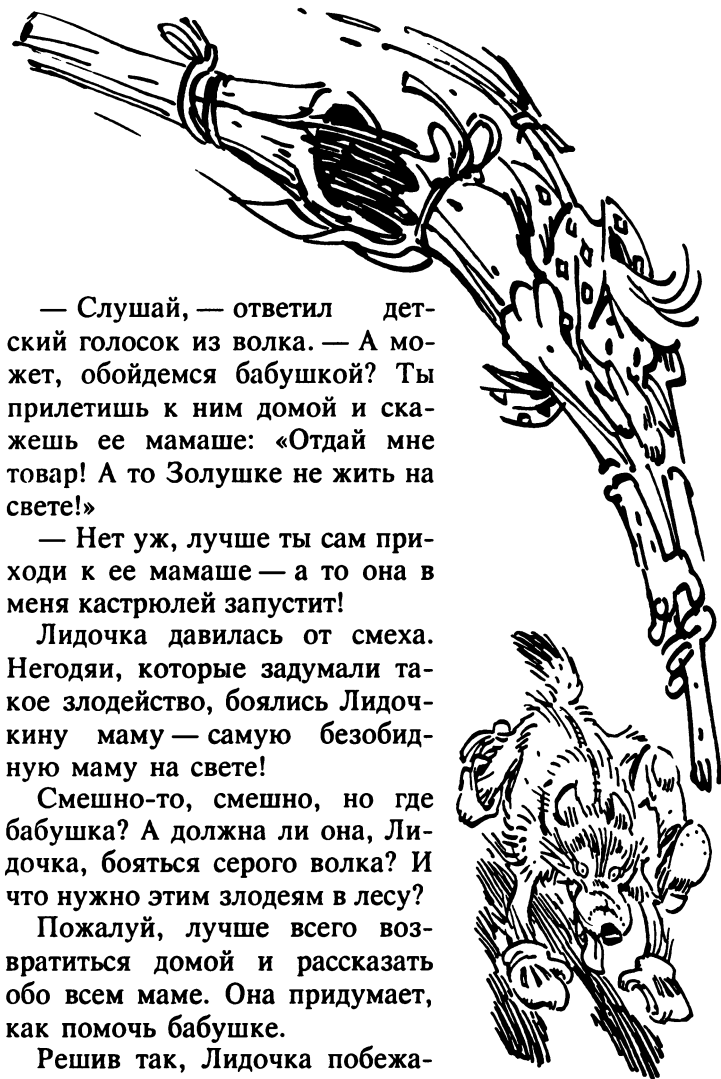 — Слушай, — ответил дет-
ский голосок из волка. — А мо-
жет, обойдемся бабушкой? Ты
прилетишь к ним домой и ска-
жешь ее мамаше: «Отдай мне
товар! А то Золушке не жить на
свете!»
— Нет уж, лучше ты сам при-
ходи к ее мамаше — а то она в
меня кастрюлей запустит!
Лидочка давилась от смеха.
Негодяи, которые задумали та-
кое злодейство, боялись Лидоч-
кину маму — самую безобид-
ную маму на свете!
Смешно-то, смешно, но где
бабушка? А должна ли она, Ли-
дочка, бояться серого волка? И
что нужно этим злодеям в лесу?
Пожалуй, лучше всего воз-
вратиться домой и рассказать
обо всем маме. Она придумает,
как помочь бабушке.
Решив так, Лидочка побежа-